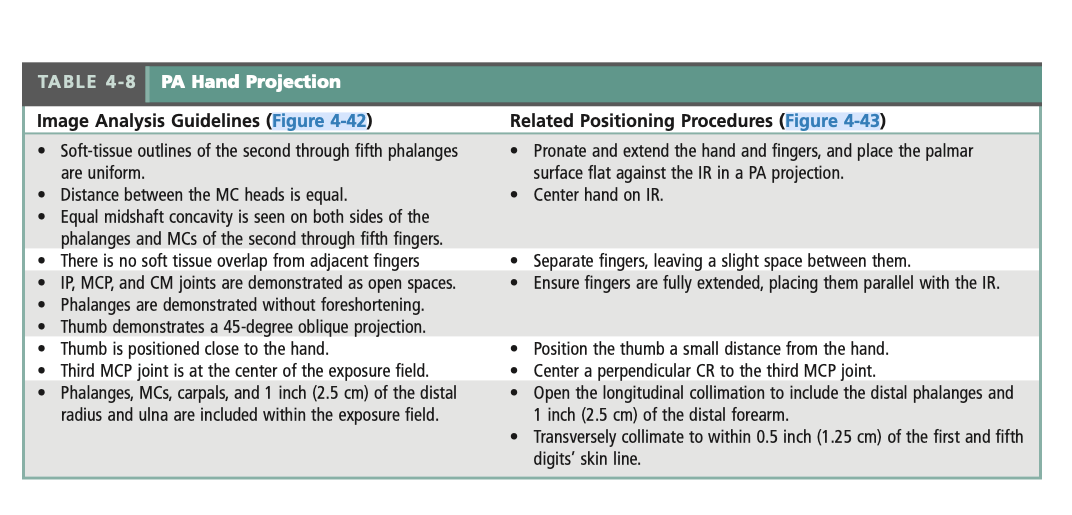 TABLE 4-8 PA Hand Projection
Image Analysis Guidelines (Figure 4-42) Related Positioning Procedures (Figure 4-43)
• Soft-tissue outlines of the second through fifth phalanges
are uniform.
• Distance between the MC heads is equal.
• Equal midshaft concavity is seen on both sides of the
phalanges and MCs of the second through fifth fingers.
• Pronate and extend the hand and fingers, and place the palmar
surface flat against the IR in a PA projection.
• Center hand on IR.
• There is no soft tissue overlap from adjacent fingers
• Separate fingers, leaving a slight space between them.
• IP, MCP, and CM joints are demonstrated as open spaces.
• Phalanges are demonstrated without foreshortening.
• Thumb demonstrates a 45-degree oblique projection.
• Ensure fingers are fully extended, placing them parallel with the IR.
• Thumb is positioned close to the hand.
• Position the thumb a small distance from the hand.
• Third MCP joint is at the center of the exposure field.
• Center a perpendicular CR to the third MCP joint.
• Phalanges, MCs, carpals, and 1 inch (2.5 cm) of the distal
radius and ulna are included within the exposure field.
• Open the longitudinal collimation to include the distal phalanges and
1 inch (2.5 cm) of the distal forearm.
• Transversely collimate to within 0.5 inch (1.25 cm) of the first and fifth
digits’ skin line.